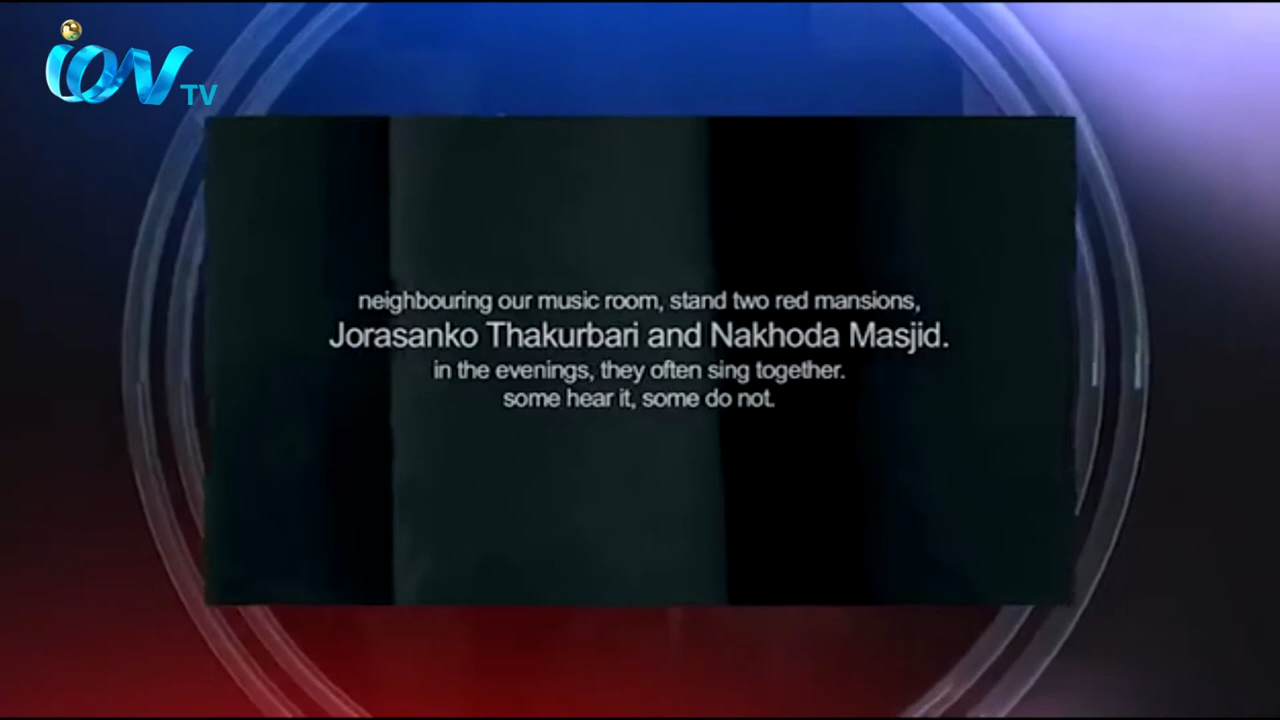 ion TV
neighbouring our music room, stand two red mansions,
Jorasanko Thakurbari and Nakhoda Masjid.
in the evenings, they often sing together.
some hear it, some do not.